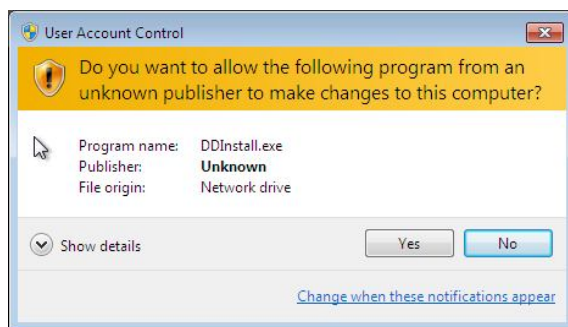 User Account Control
Do you want to allow the following program from an
unknown publisher to make changes to this computer?
Program name: DDInstall.exe
Publisher: Unknown
File origin: Network drive
Show details
Yes
No
Change when these notifications appear